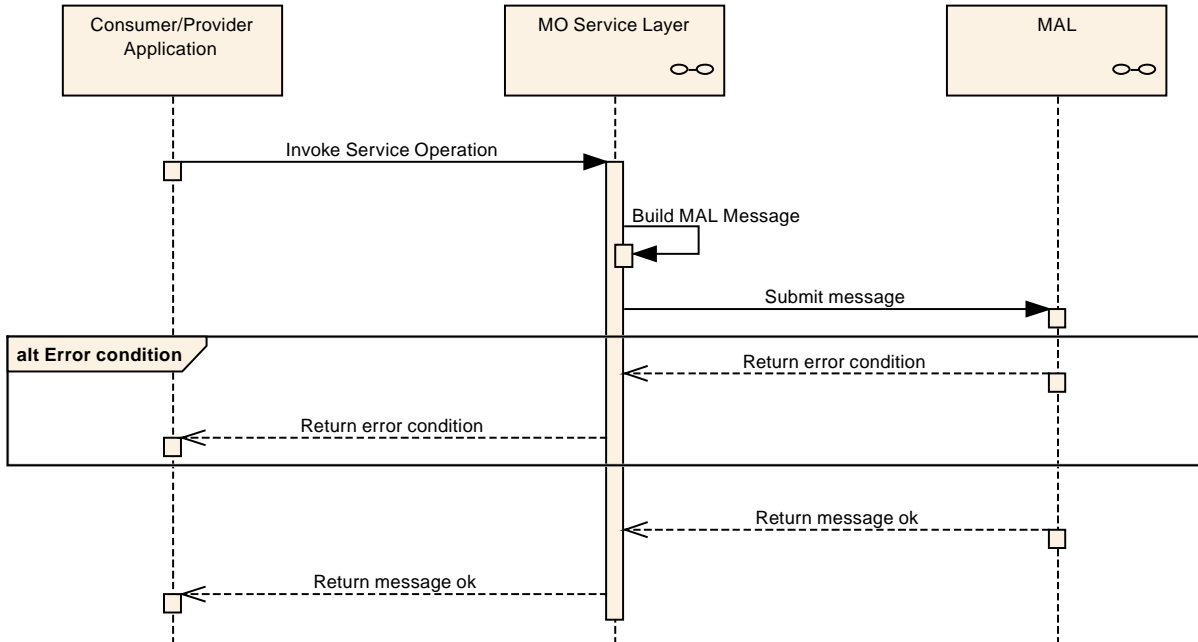 Consumer/Provider
Application
MO Service Layer
MAL
Invoke Service Operation
Build MAL Message
Submit message
alt Error condition
Return error condition
Return error condition
Return message ok
Return message ok